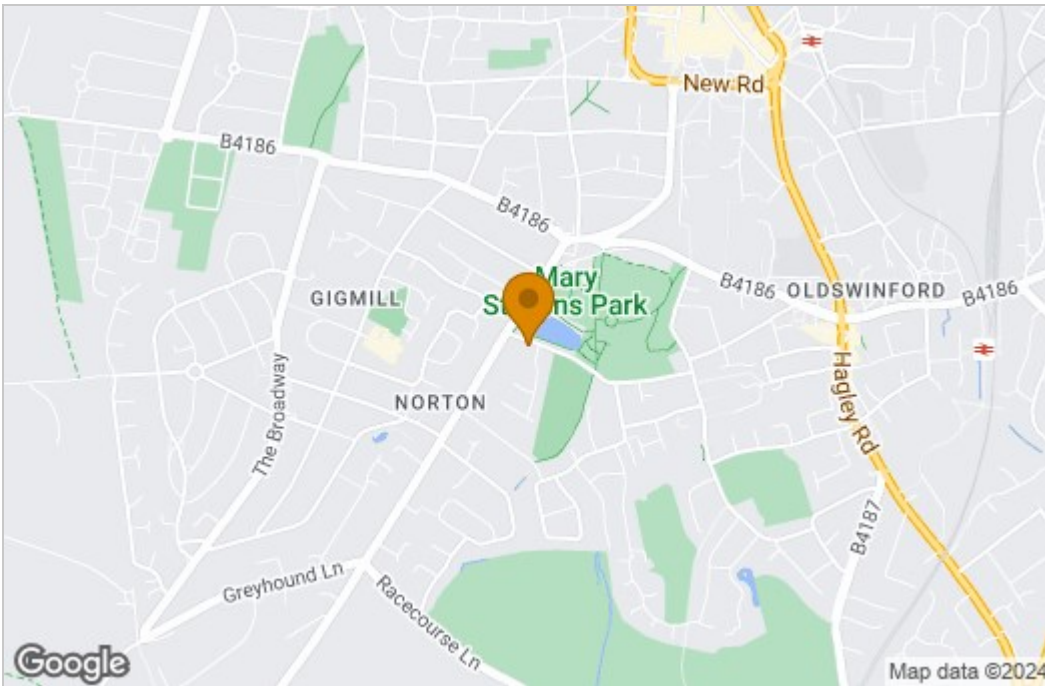 New Rd
B4186
B4186
Mary
Park
GIGMILL
B4186
OLDSWINFORD
B4186
NORTON
The Broadway
Hagley Rd
B4187
Greyhound Ln
Racecourse Ln
Google
Map data ©2024